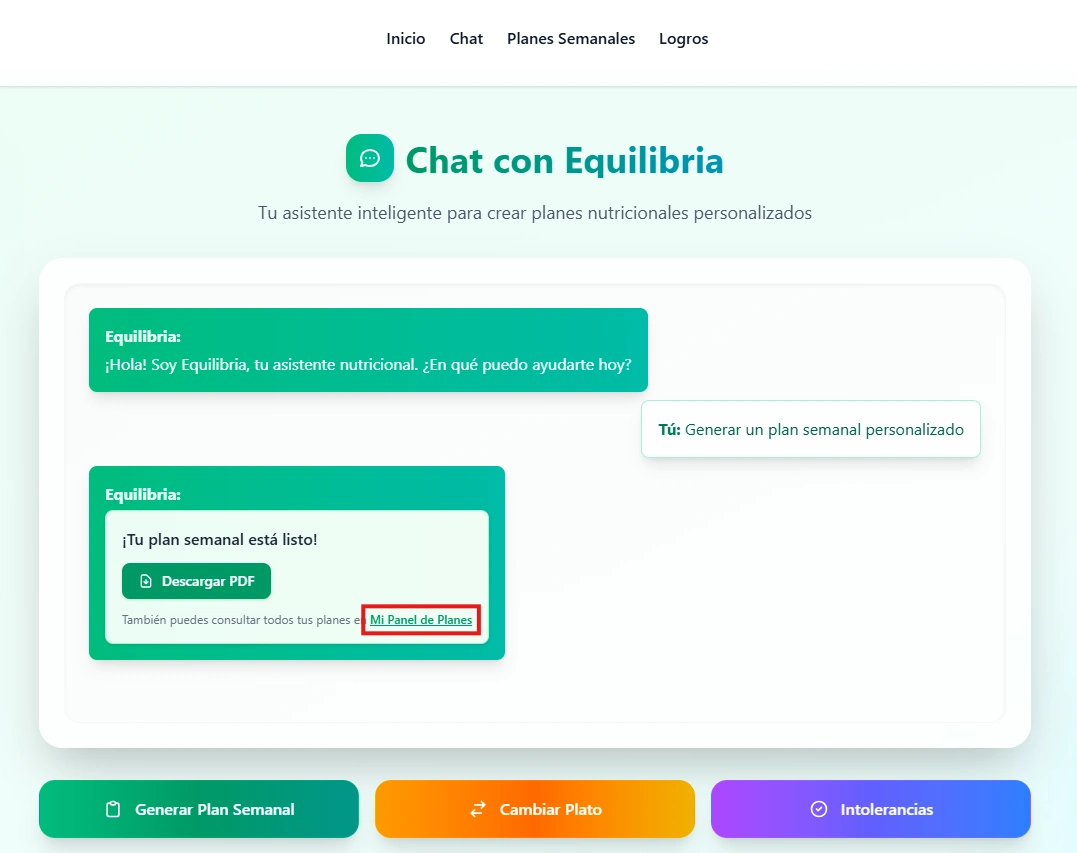 Inicio Chat Planes Semanales Logros
Chat con Equilibria
Tu asistente inteligente para crear planes nutricionales personalizados
Equilibria:
¡Hola! Soy Equilibria, tu asistente nutricional. ¿En qué puedo ayudarte hoy?
Tú: Generar un plan semanal personalizado
Equilibria:
¡Tu plan semanal está listo!
Descargar PDF
También puedes consultar todos tus planes en Mi Panel de Planes
Generar Plan Semanal Cambiar Plato Intolerancias